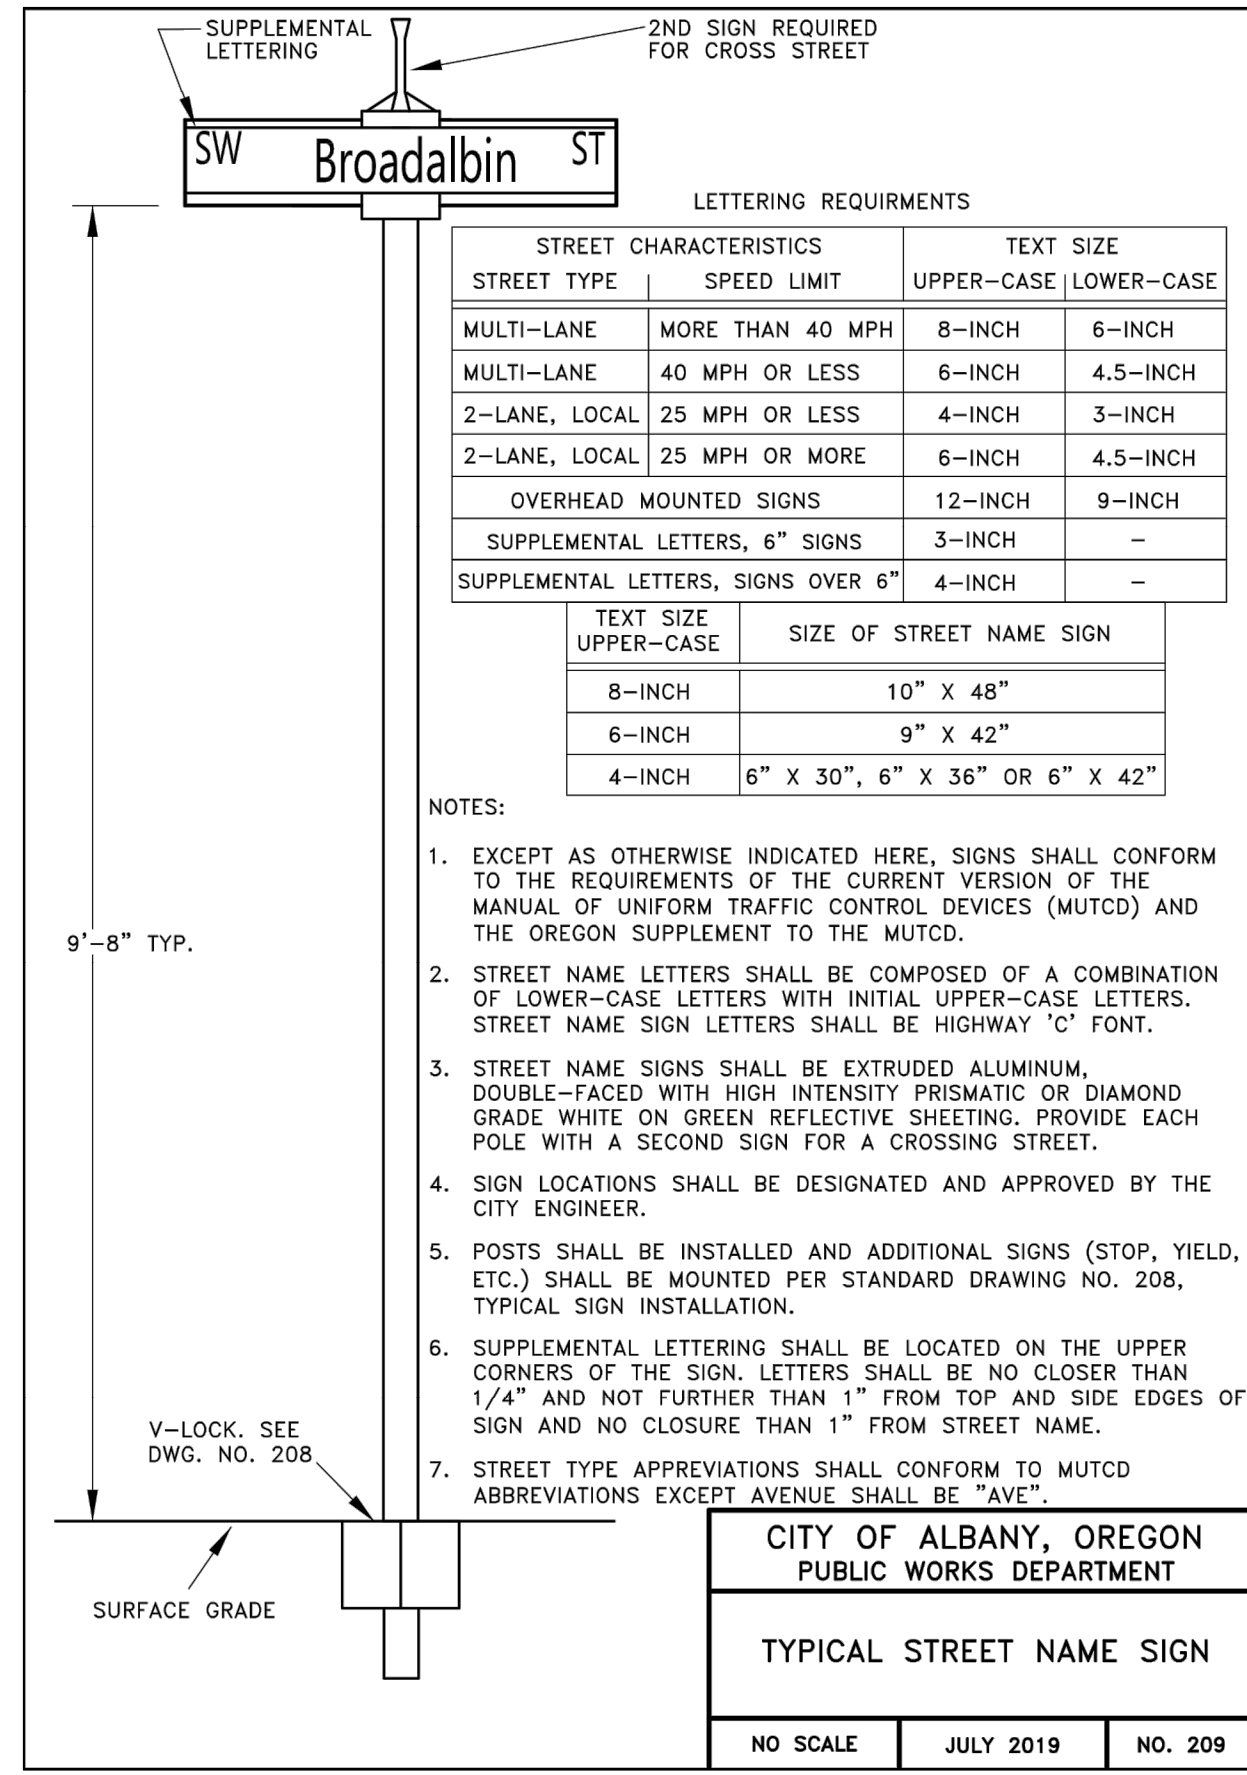 SUPPLEMENTAL
LETTERING
2ND SIGN REQUIRED
FOR CROSS STREET
SW Broadalbin ST
LETTERING REQUIRMENTS
STREET CHARACTERISTICS TEXT SIZE
STREET TYPE SPEED LIMIT UPPER-CASE LOWER-CASE
MULTI-LANE MORE THAN 40 MPH 8-INCH 6-INCH
MULTI-LANE 40 MPH OR LESS 6-INCH 4.5-INCH
2-LANE, LOCAL 25 MPH OR LESS 4-INCH 3-INCH
2-LANE, LOCAL 25 MPH OR MORE 6-INCH 4.5-INCH
OVERHEAD MOUNTED SIGNS 12-INCH 9-INCH
SUPPLEMENTAL LETTERS, 6" SIGNS 3-INCH -
SUPPLEMENTAL LETTERS, SIGNS OVER 6" 4-INCH -
TEXT SIZE
UPPER-CASE
SIZE OF STREET NAME SIGN
8-INCH 10" X 48"
6-INCH 9" X 42"
4-INCH 6" X 30", 6" X 36" OR 6" X 42"
NOTES:
1. EXCEPT AS OTHERWISE INDICATED HERE, SIGNS SHALL CONFORM
TO THE REQUIREMENTS OF THE CURRENT VERSION OF THE
MANUAL OF UNIFORM TRAFFIC CONTROL DEVICES (MUTCD) AND
THE OREGON SUPPLEMENT TO THE MUTCD.
2. STREET NAME LETTERS SHALL BE COMPOSED OF A COMBINATION
OF LOWER-CASE LETTERS WITH INITIAL UPPER-CASE LETTERS.
STREET NAME SIGN LETTERS SHALL BE HIGHWAY 'C' FONT.
3. STREET NAME SIGNS SHALL BE EXTRUDED ALUMINUM,
DOUBLE-FACED WITH HIGH INTENSITY PRISMATIC OR DIAMOND
GRADE WHITE ON GREEN REFLECTIVE SHEETING. PROVIDE EACH
POLE WITH A SECOND SIGN FOR A CROSSING STREET.
4. SIGN LOCATIONS SHALL BE DESIGNATED AND APPROVED BY THE
CITY ENGINEER.
5. POSTS SHALL BE INSTALLED AND ADDITIONAL SIGNS (STOP, YIELD,
ETC.) SHALL BE MOUNTED PER STANDARD DRAWING NO. 208,
TYPICAL SIGN INSTALLATION.
6. SUPPLEMENTAL LETTERING SHALL BE LOCATED ON THE UPPER
CORNERS OF THE SIGN. LETTERS SHALL BE NO CLOSER THAN
1/4" AND NOT FURTHER THAN 1" FROM TOP AND SIDE EDGES OF
SIGN AND NO CLOSURE THAN 1" FROM STREET NAME.
7. STREET TYPE APPREVIATIONS SHALL CONFORM TO MUTCD
ABBREVIATIONS EXCEPT AVENUE SHALL BE "AVE".
9'-8" TYP.
V-LOCK. SEE
DWG. NO. 208
SURFACE GRADE
CITY OF ALBANY, OREGON
PUBLIC WORKS DEPARTMENT
TYPICAL STREET NAME SIGN
NO SCALE JULY 2019 NO. 209